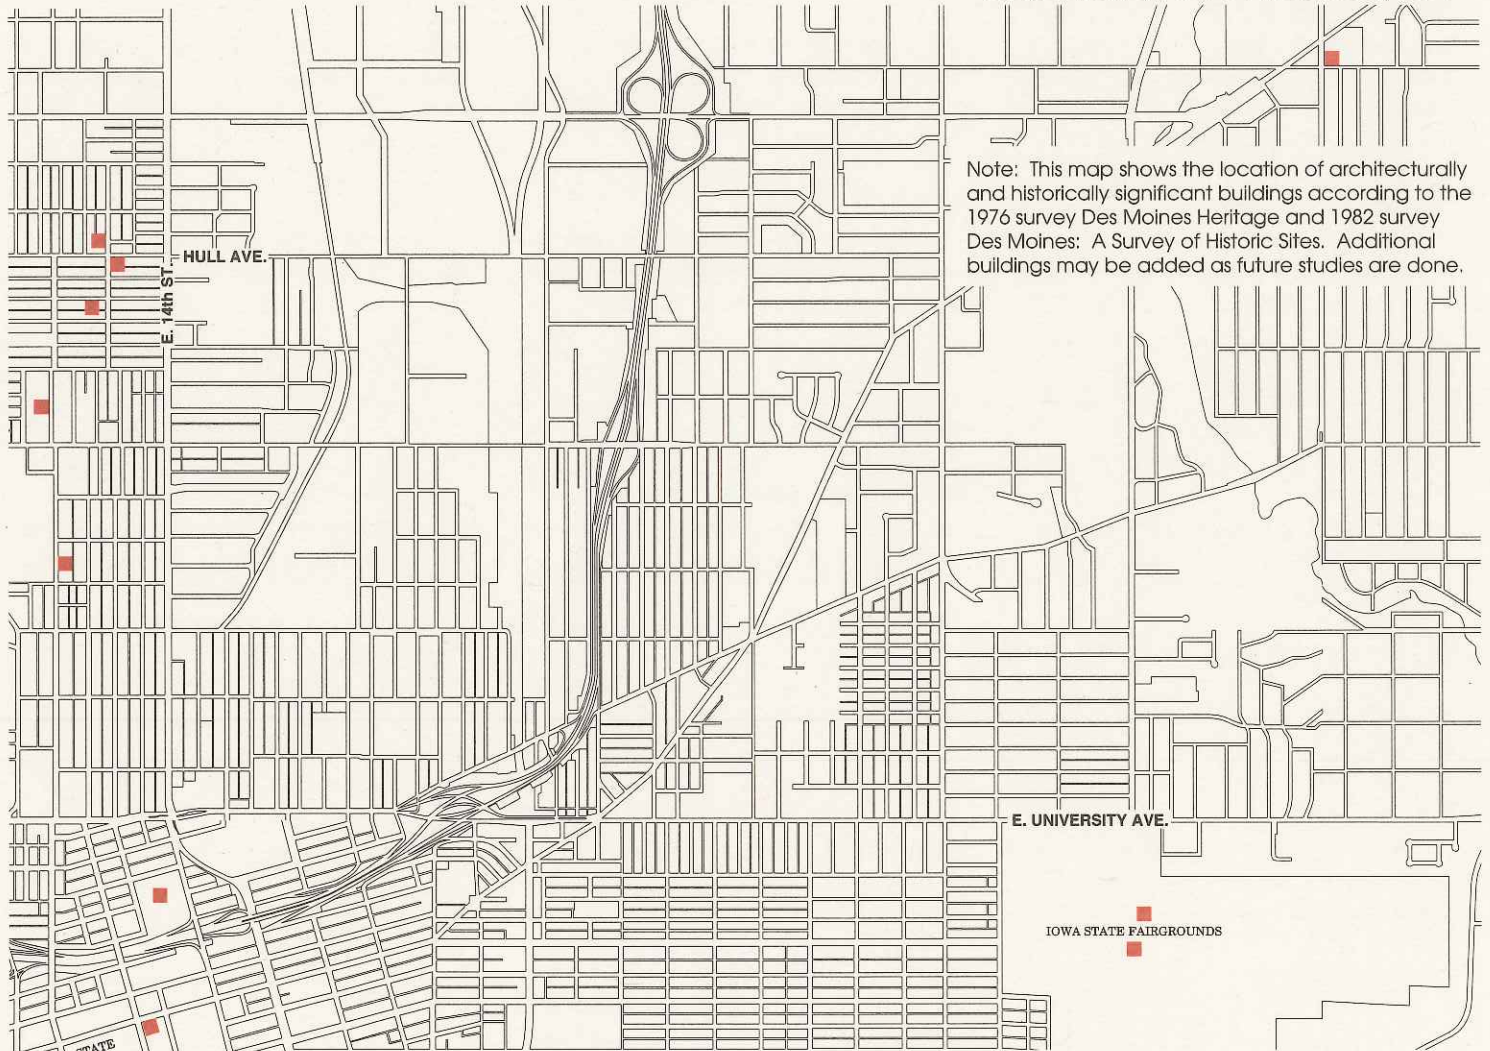 Note: This map shows the location of architecturally
and historically significant buildings according to the
1976 survey Des Moines Heritage and 1982 survey
Des Moines: A Survey of Historic Sites. Additional
buildings may be added as future studies are done.
HULL AVE.
E. 14th ST.
E. UNIVERSITY AVE.
IOWA STATE FAIRGROUNDS